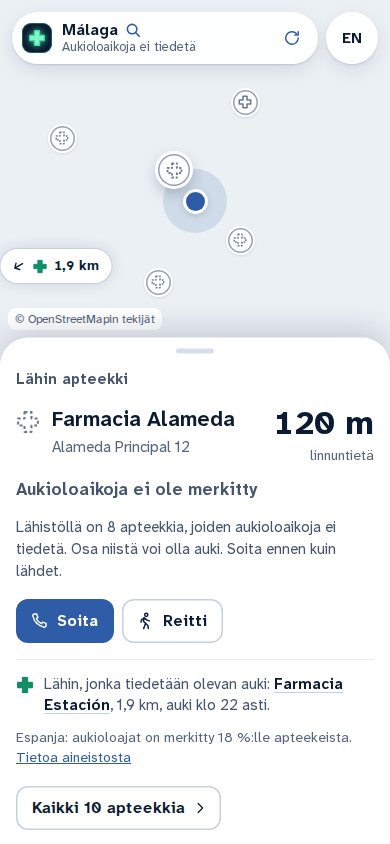 Málaga
Aukioloaikoja ei tiedetä
EN
1,9 km
© OpenStreetMapin tekijät
Lähin apteekki
Farmacia Alameda
120 m
Alameda Principal 12
linnuntietä
Aukioloaikoja ei ole merkitty
Lähistöllä on 8 apteekkia, joiden aukioloaikoja ei
tiedetä. Osa niistä voi olla auki. Soita ennen kuin
lähdet.
Soita
Reitti
Lähin, jonka tiedetään olevan auki: Farmacia
Estación, 1,9 km, auki klo 22 asti.
Espanja: aukioloajat on merkitty 18 %:lle apteekeista.
Tietoa aineistosta
Kaikki 10 apteekkia